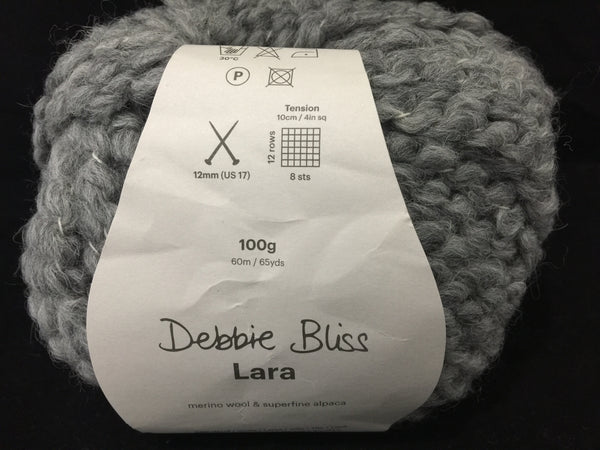 30°C
P
Tension
10cm / 4in sq
12 rows
12mm (US 17)
8 sts
100g
60m / 65yds
Debbie Bliss
Lara
merino wool & superfine alpaca